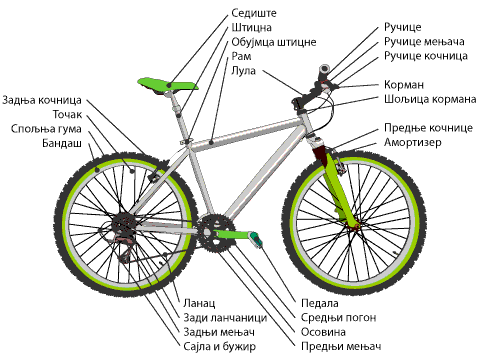 Седиште
Штицна
Обујмца штицне
Рам
Лула
Ручице
Ручице мењача
Ручице кочница
Корман
Шољица кормана
Предње кочнице
Амортизер
Задња кочница
Точак
Спољња гума
Бандаш
Ланац
Зади ланчаници
Задњи мењач
Сајла и бужир
Педала
Средњи погон
Осовина
Предњи мењач